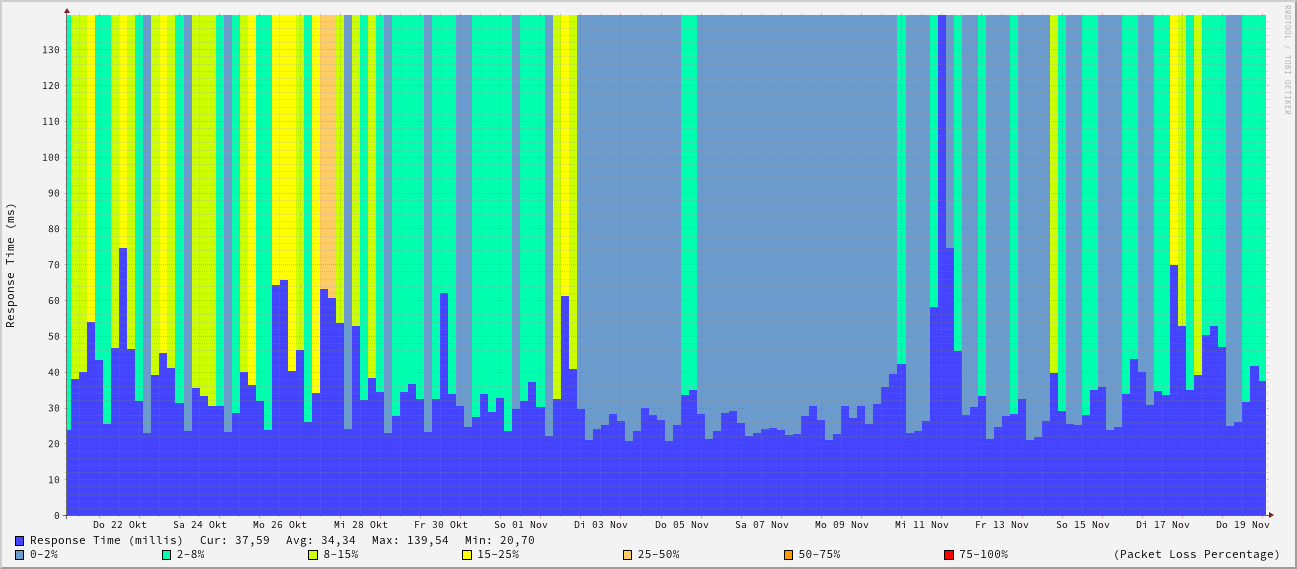 RRDTOOL / TOBI OETIKER
Response Time (ms)
130
120
110
100
90
80
70
60
50
40
30
20
10
0
Do 22 Okt Sa 24 Okt Mo 26 Okt Mi 28 Okt Fr 30 Okt So 01 Nov Di 03 Nov Do 05 Nov Sa 07 Nov Mo 09 Nov Mi 11 Nov Fr 13 Nov So 15 Nov Di 17 Nov Do 19 Nov
Response Time (millis) Cur: 37,59 Avg: 34,34 Max: 139,54 Min: 20,70
0-2% 2-8% 8-15% 15-25% 25-50% 50-75% 75-100% (Packet Loss Percentage)